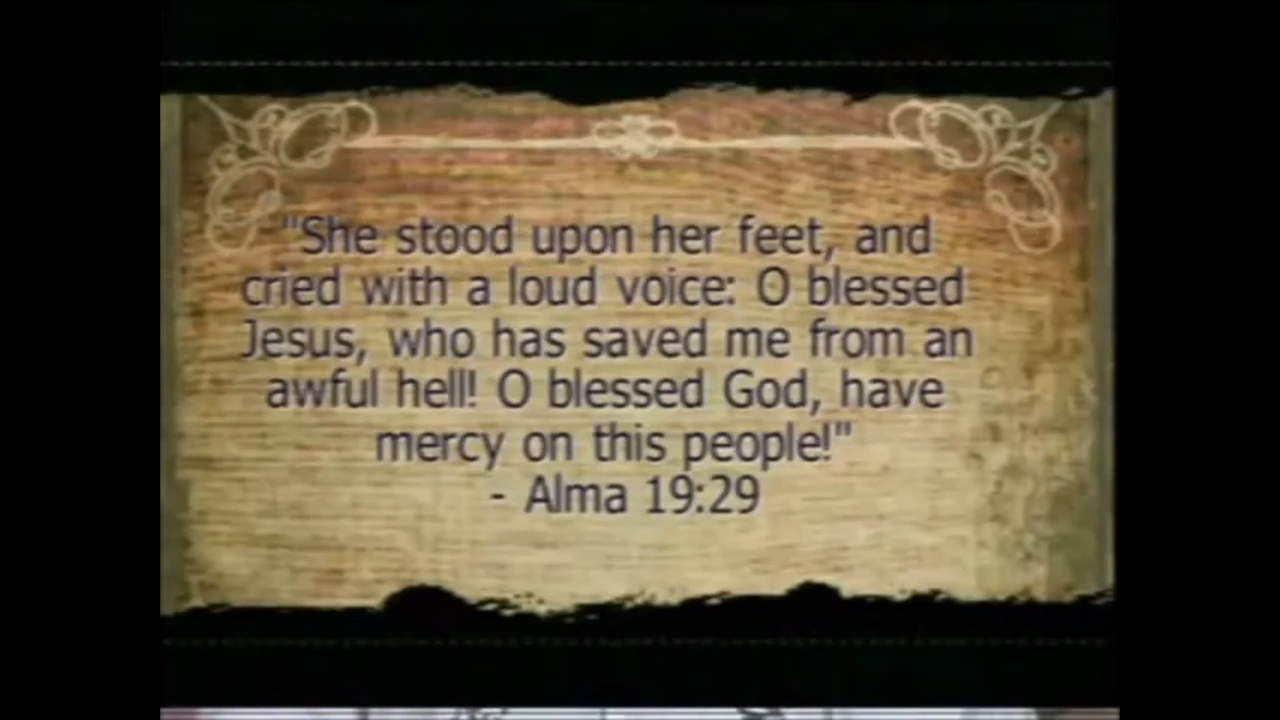 "She stood upon her feet, and
cried with a loud voice: O blessed
Jesus, who has saved me from an
awful hell! O blessed God, have
mercy on this people!"
- Alma 19:29